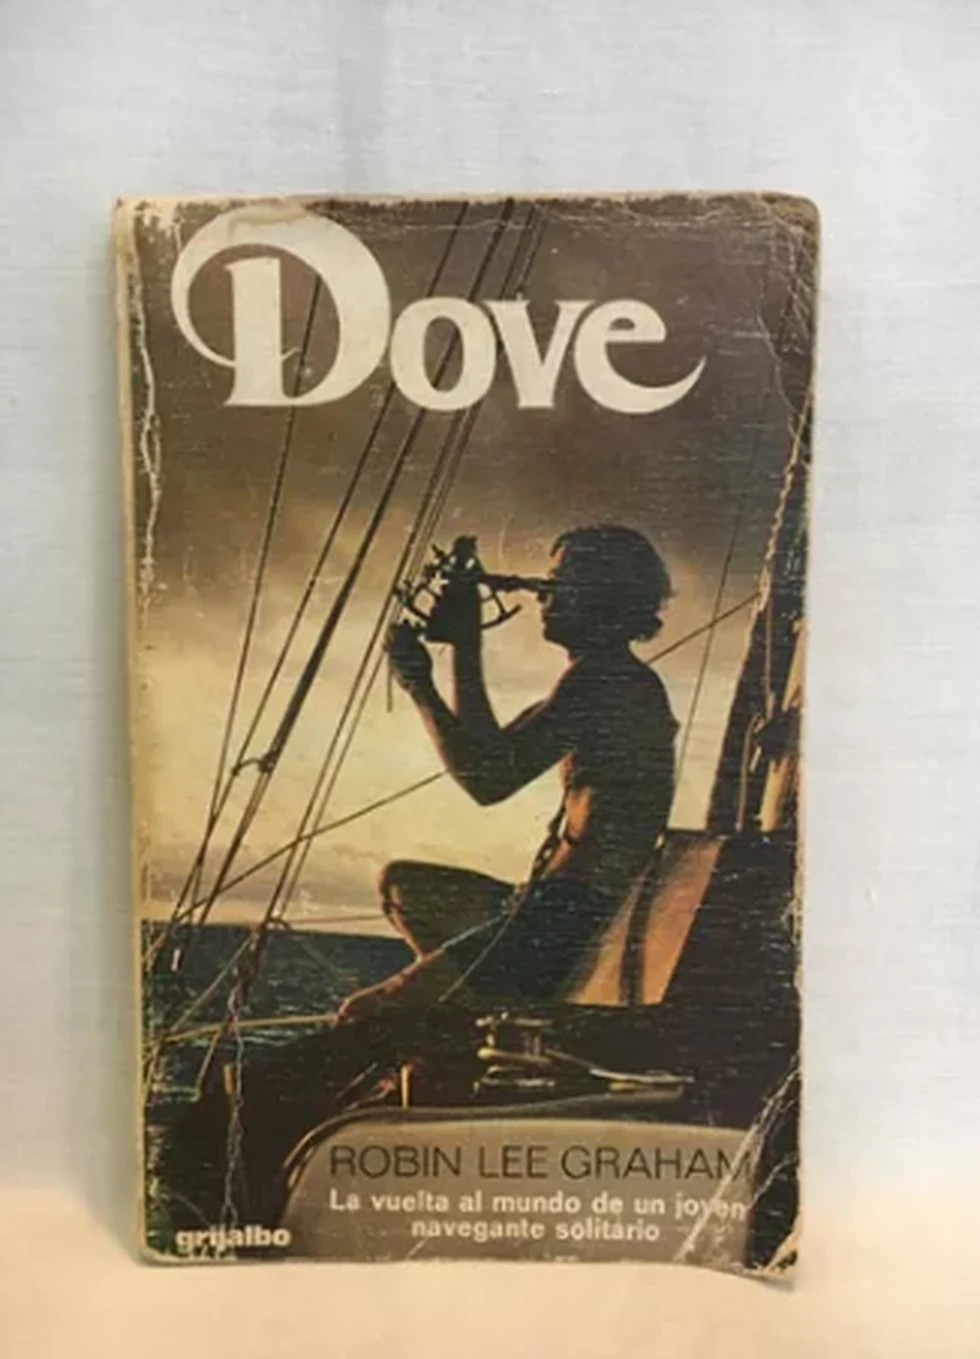 Dove
ROBIN LEE GRAHAM
La vuelta al mundo de un joven
navegante solitario
grijalbo